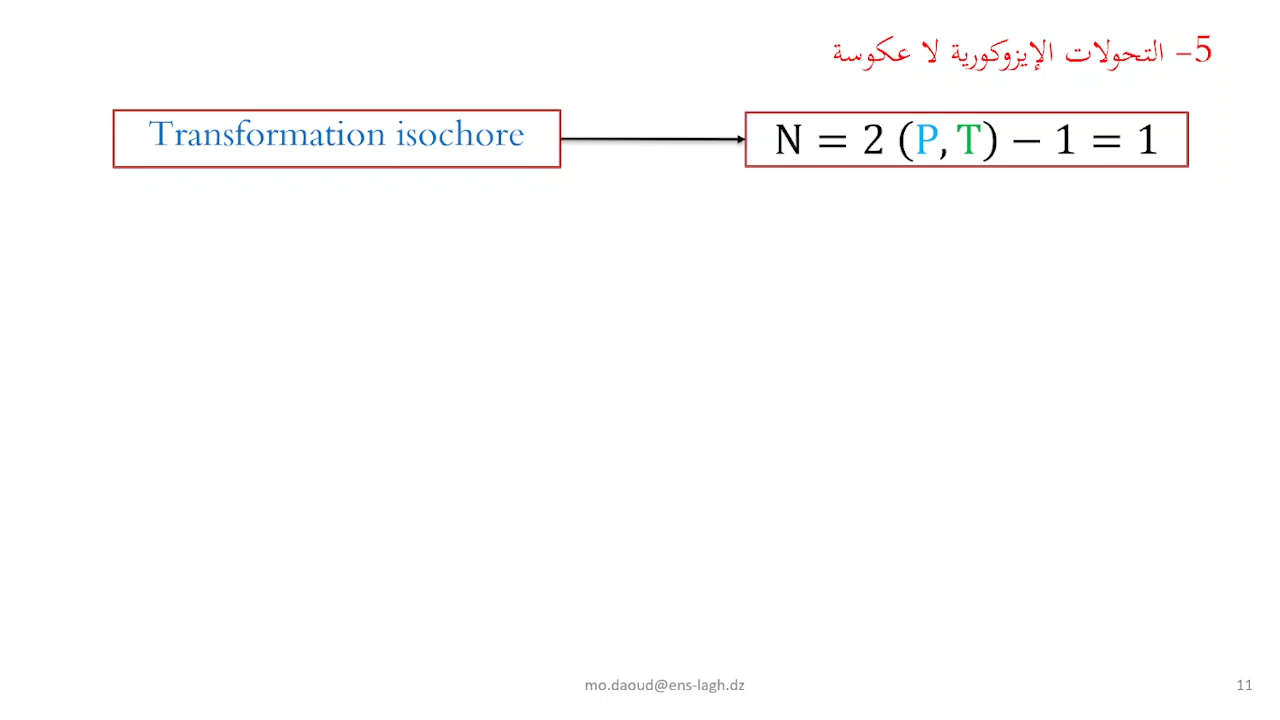 5- التحولات الإيزوكورية لا عكوسة
Transformation isochore
N = 2 (P, T) − 1 = 1
mo.daoud@ens-lagh.dz
11